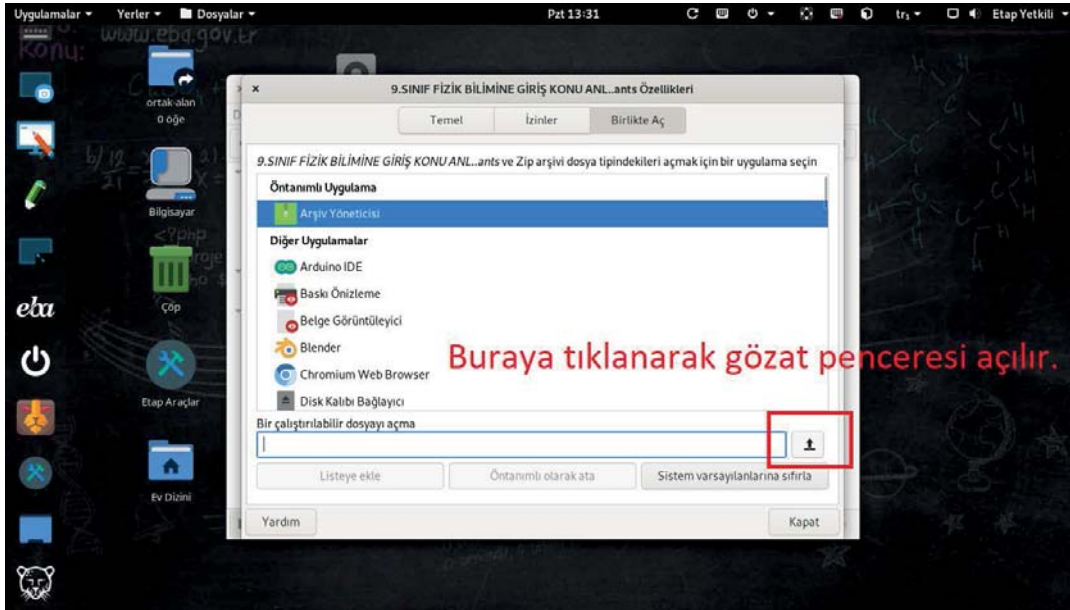 Uygulamalar Yerler Dosyalar Pzt 13:31 tr₁ Etap Yetkili
www.eba.gov.tr
Konu:
ortak-alan
0 öğe
Bilgisayar
<?php
Çöp
eba
Etap Araçlar
Ev Dizini
× 9.SINIF FİZİK BİLİMİNE GİRİŞ KONU ANL..ants Özellikleri
Temel İzinler Birlikte Aç
9.SINIF FİZİK BİLİMİNE GİRİŞ KONU ANL..ants ve Zip arşivi dosya tipindekileri açmak için bir uygulama seçin
Öntanımlı Uygulama
Arşiv Yöneticisi
Diğer Uygulamalar
Arduino IDE
Baskı Önizleme
Belge Görüntüleyici
Blender
Chromium Web Browser
Disk Kalıbı Bağlayıcı
Buraya tıklanarak gözat penceresi açılır.
Bir çalıştırılabilir dosyayı açma
Listeye ekle Öntanımlı olarak ata Sistem varsayılanlarına sıfırla
Yardım Kapat